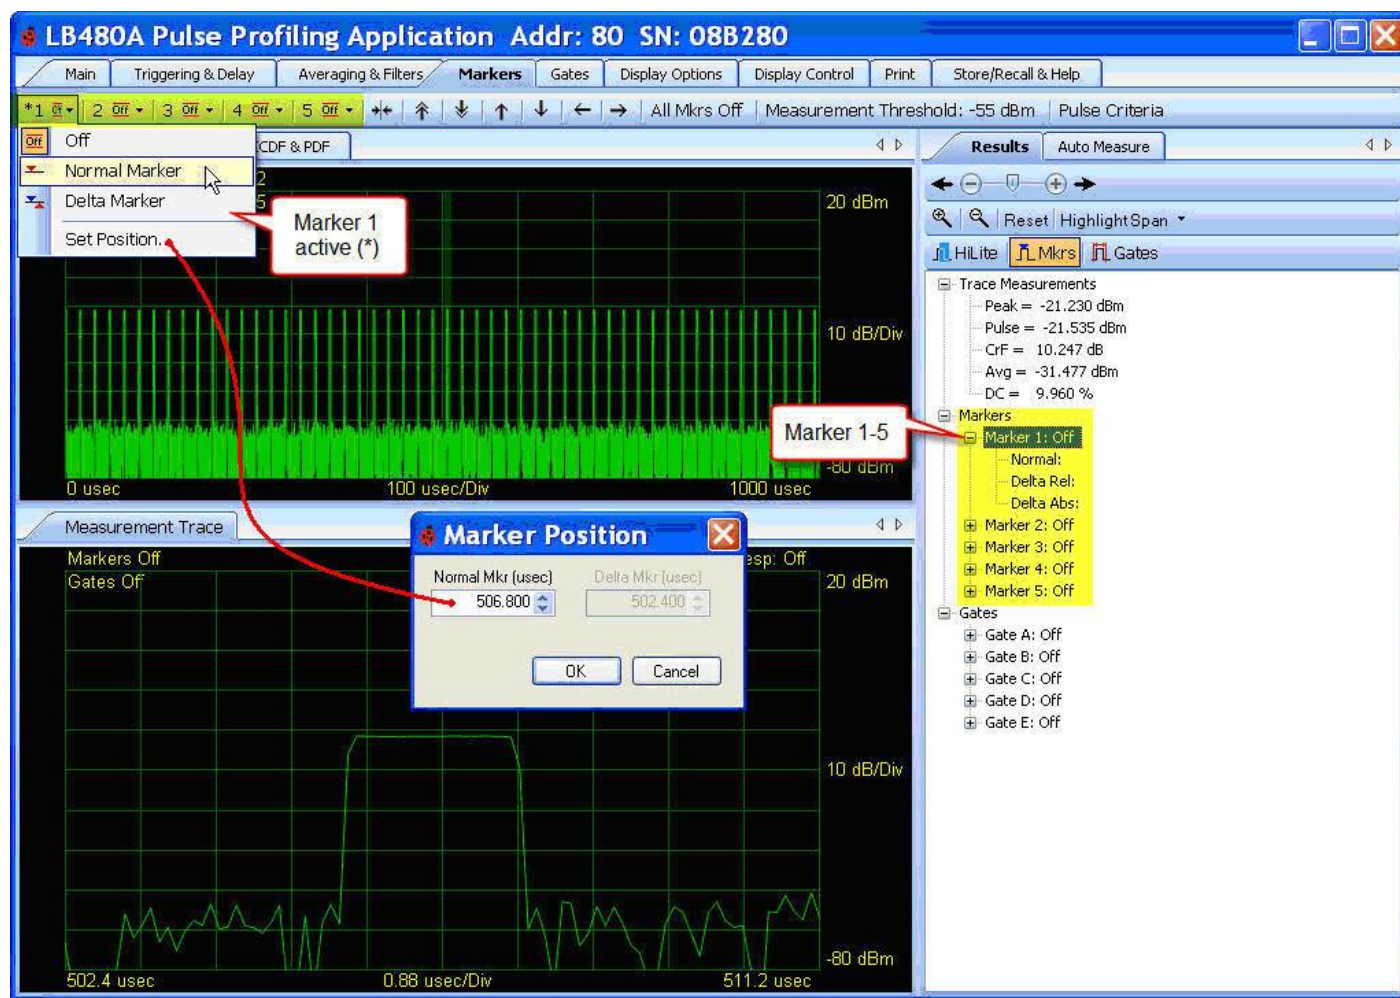 LB480A Pulse Profiling Application Addr: 80 SN: 08B280
Main Triggering & Delay Averaging & Filters Markers Gates Display Options Display Control Print Store/Recall & Help
*1 Off 2 Off 3 Off 4 Off 5 Off All Mkrs Off Measurement Threshold: -55 dBm Pulse Criteria
Off Off
Normal Marker
Delta Marker
Set Position.
CCDF & PDF
2
5
Marker 1
active (*)
20 dBm
10 dB/Div
-80 dBm
0 usec 100 usec/Div 1000 usec
Marker 1-5
Measurement Trace
Markers Off
Gates Off
esp: Off
20 dBm
10 dB/Div
-80 dBm
502.4 usec 0.88 usec/Div 511.2 usec
Marker Position
Normal Mkr (usec) Delta Mkr (usec)
506.800 502.400
OK Cancel
Results Auto Measure
Reset Highlight Span
HiLite Mkrs Gates
Trace Measurements
Peak = -21.230 dBm
Pulse = -21.535 dBm
CrF = 10.247 dB
Avg = -31.477 dBm
DC = 9.960 %
Markers
Marker 1: Off
Normal:
Delta Rel:
Delta Abs:
Marker 2: Off
Marker 3: Off
Marker 4: Off
Marker 5: Off
Gates
Gate A: Off
Gate B: Off
Gate C: Off
Gate D: Off
Gate E: Off